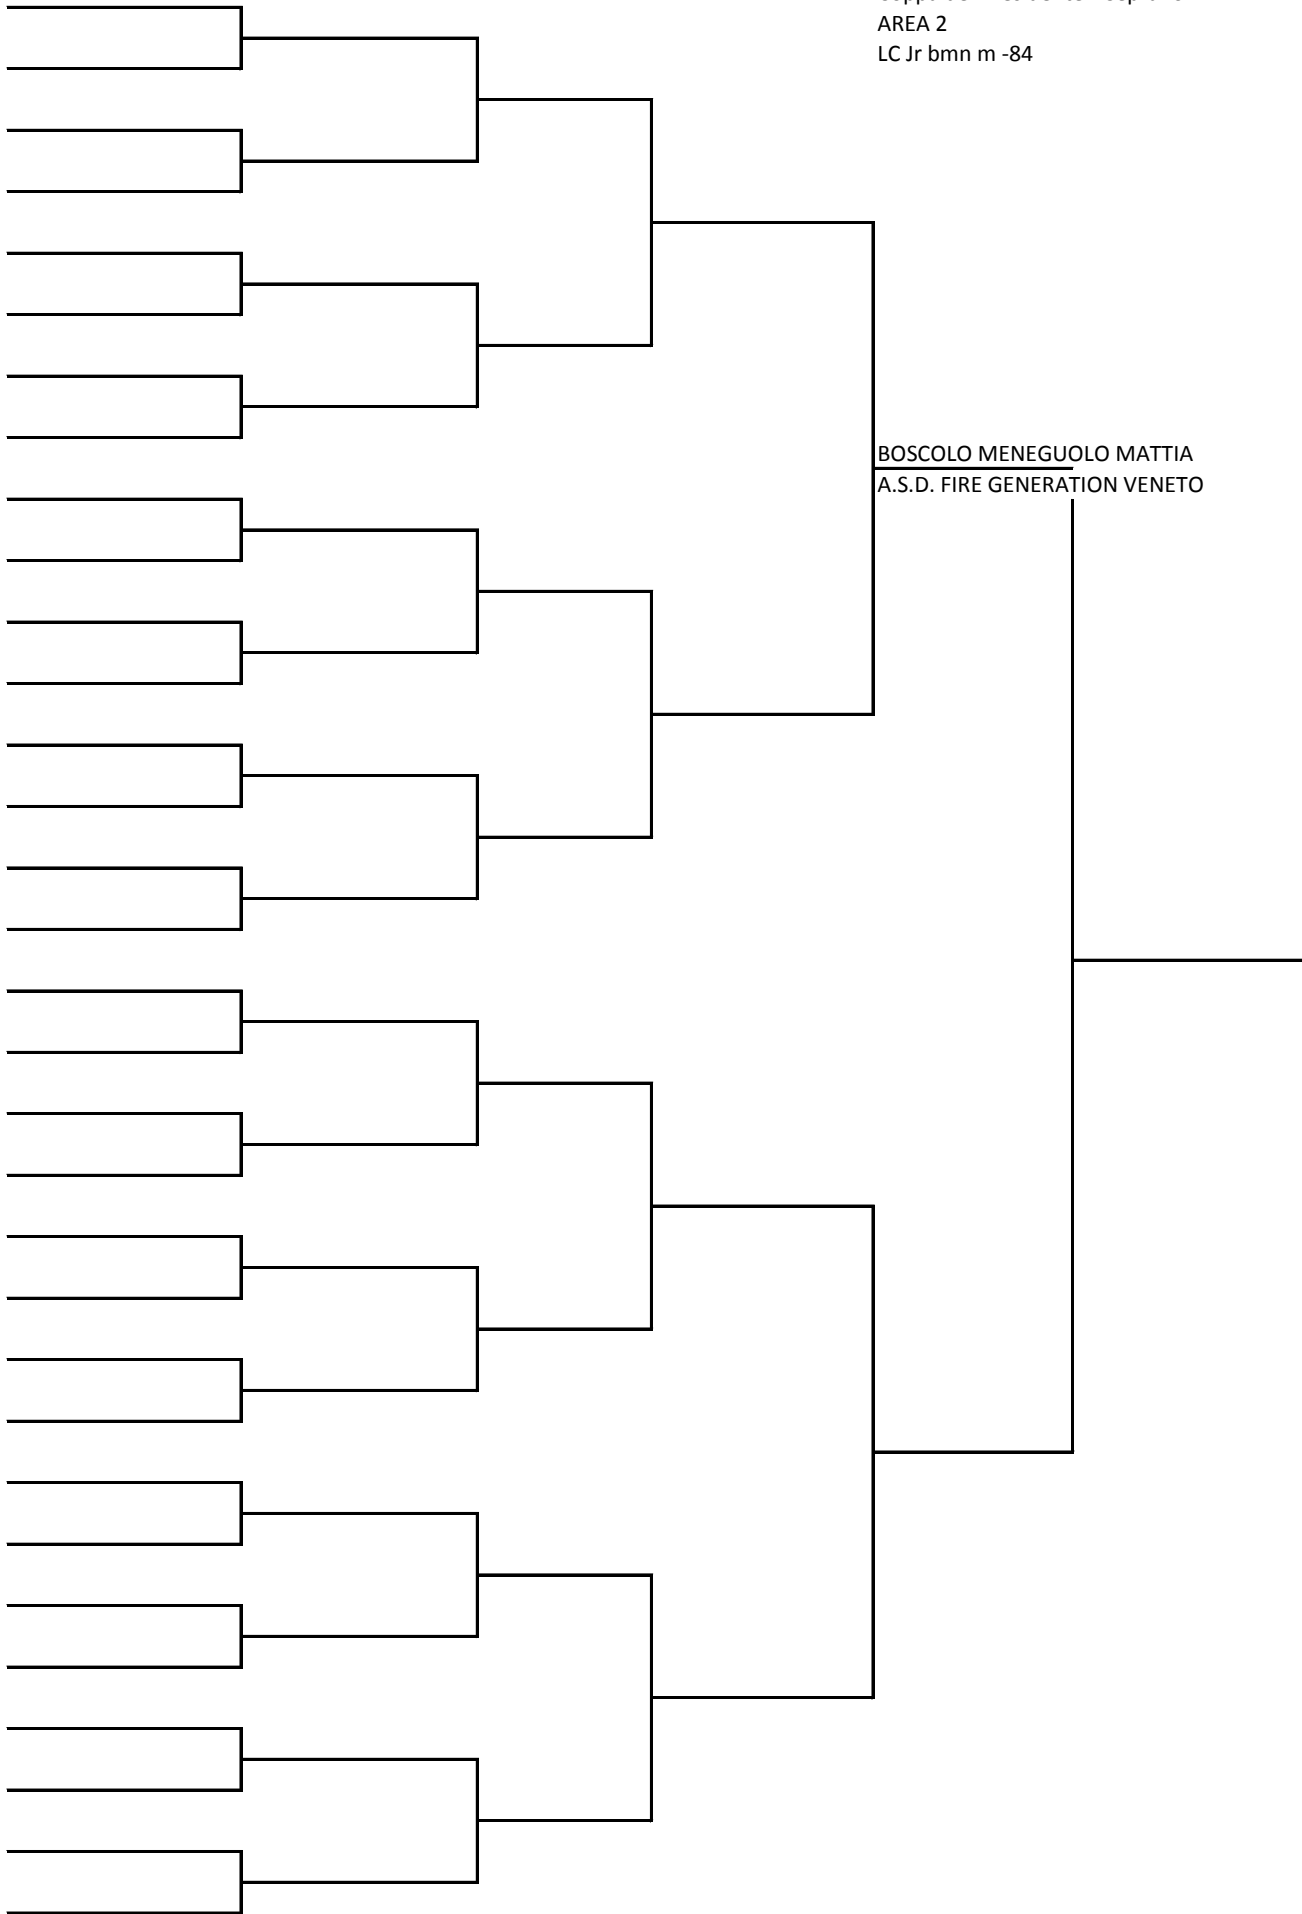 AREA 2
LC Jr bmn m -84
BOSCOLO MENEGUOLO MATTIA
A.S.D. FIRE GENERATION VENETO